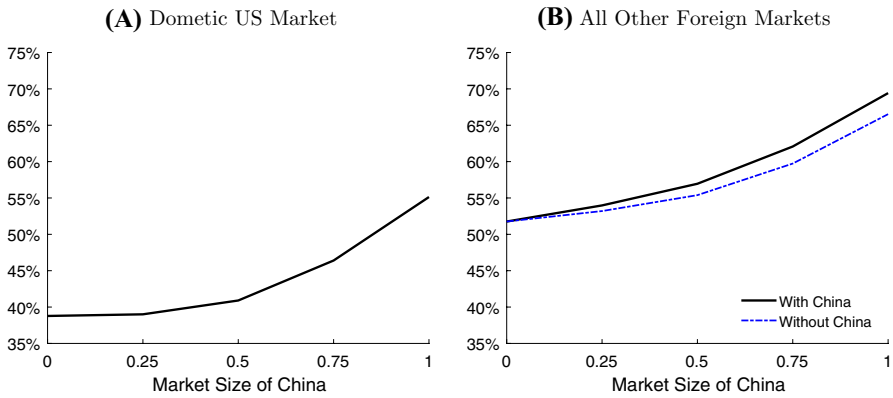 (A) Dometic US Market
75%
70%
65%
60%
55%
50%
45%
40%
35%
0 0.25 0.5 0.75 1
Market Size of China
(B) All Other Foreign Markets
75%
70%
65%
60%
55%
50%
45%
40%
35%
With China
Without China
0 0.25 0.5 0.75 1
Market Size of China